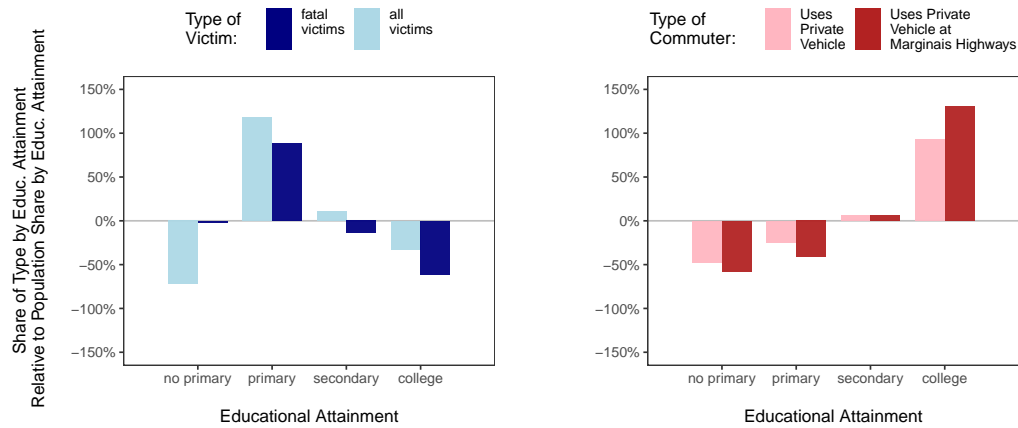 Type of
Victim:
fatal
victims
all
victims
Share of Type by Educ. Attainment
Relative to Population Share by Educ. Attainment
150%
100%
50%
0%
−50%
−100%
−150%
no primary primary secondary college
Educational Attainment
Type of
Commuter:
Uses
Private
Vehicle
Uses Private
Vehicle at
Marginais Highways
150%
100%
50%
0%
−50%
−100%
−150%
no primary primary secondary college
Educational Attainment